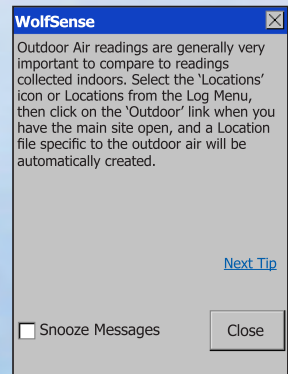 WolfSense
Outdoor Air readings are generally very
important to compare to readings
collected indoors. Select the ‘Locations’
icon or Locations from the Log Menu,
then click on the ‘Outdoor’ link when you
have the main site open, and a Location
file specific to the outdoor air will be
automatically created.
Next Tip
Snooze Messages
Close